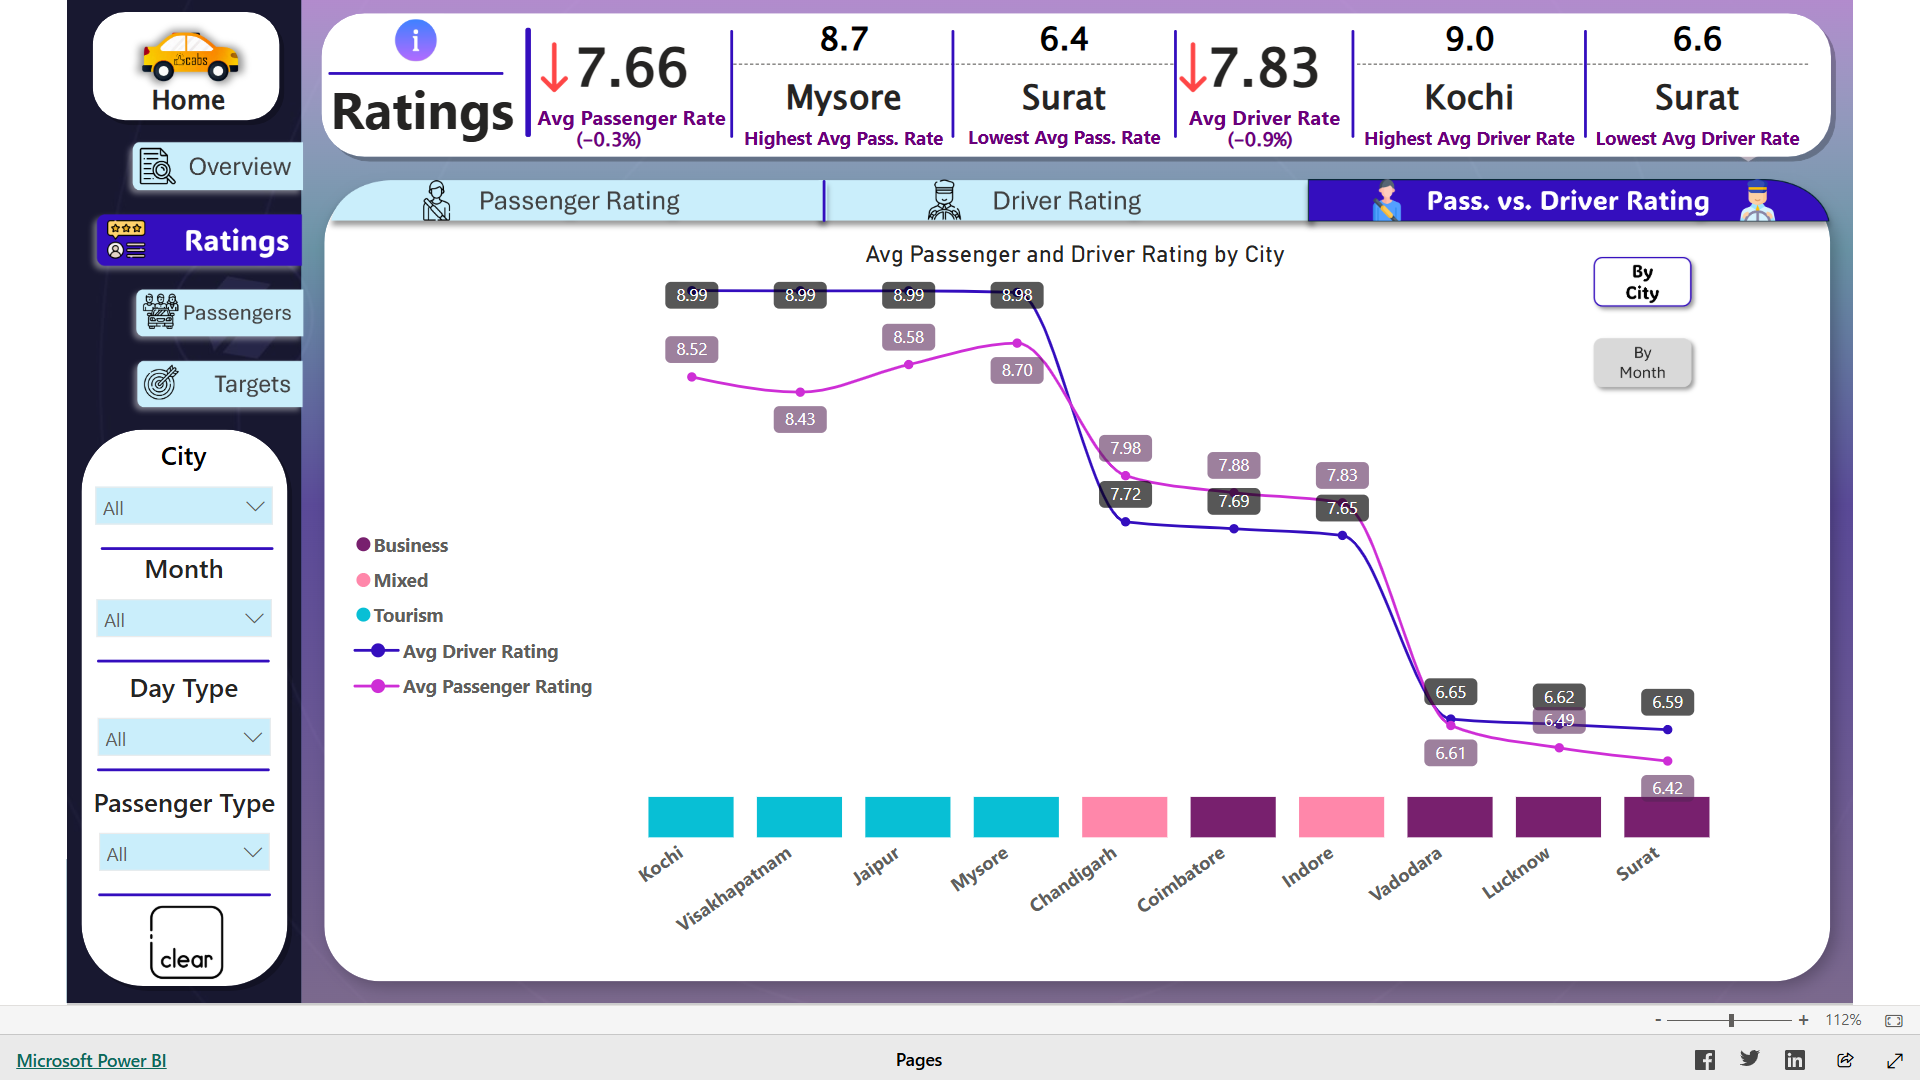 cabs
Home
Overview
Ratings
Passengers
Targets
City
All
Month
All
Day Type
All
Passenger Type
All
clear
i
Ratings
7.66
Avg Passenger Rate
(−0.3%)
8.7
Mysore
Highest Avg Pass. Rate
6.4
Surat
Lowest Avg Pass. Rate
7.83
Avg Driver Rate
(−0.9%)
9.0
Kochi
Highest Avg Driver Rate
6.6
Surat
Lowest Avg Driver Rate
Passenger Rating
Driver Rating
Pass. vs. Driver Rating
Avg Passenger and Driver Rating by City
By
City
By
Month
8.99
8.99
8.99
8.98
8.52
8.43
8.58
8.70
7.98
7.88
7.83
7.72
7.69
7.65
6.65
6.62
6.59
6.61
6.49
6.42
Business
Mixed
Tourism
Avg Driver Rating
Avg Passenger Rating
Kochi
Visakhapatnam
Jaipur
Mysore
Chandigarh
Coimbatore
Indore
Vadodara
Lucknow
Surat
- + 112%
Microsoft Power BI
Pages